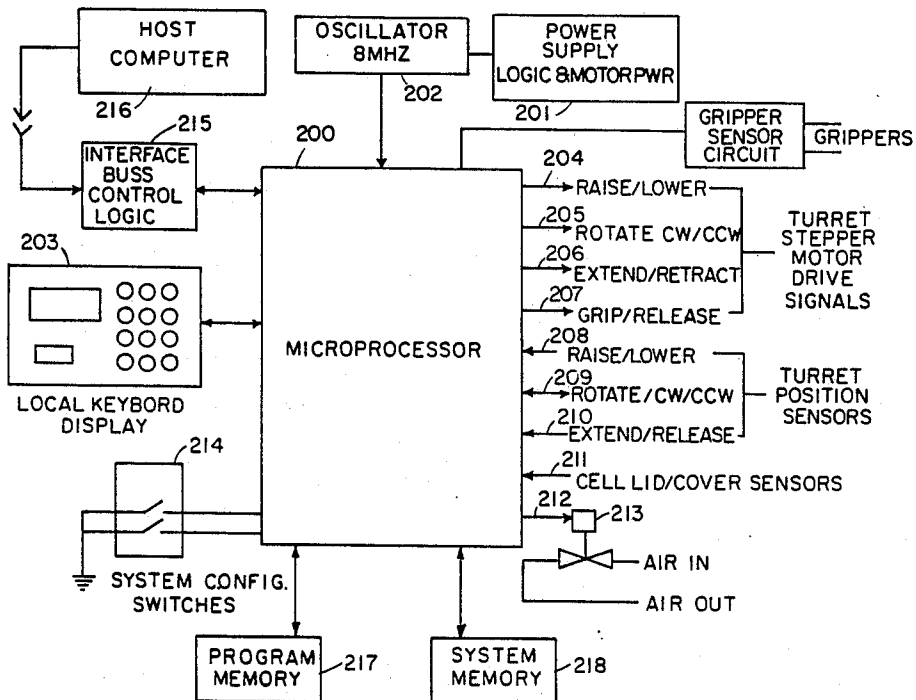 HOST
COMPUTER
216
OSCILLATOR
8MHZ
202
POWER
SUPPLY
LOGIC & MOTOR PWR
201
GRIPPER
SENSOR
CIRCUIT
GRIPPERS
215
INTERFACE
BUSS
CONTROL
LOGIC
200
MICROPROCESSOR
203
LOCAL KEYBORD
DISPLAY
204
RAISE/LOWER
205
ROTATE CW/CCW
206
EXTEND/RETRACT
207
GRIP/RELEASE
TURRET
STEPPER
MOTOR
DRIVE
SIGNALS
208
RAISE/LOWER
209
ROTATE/CW/CCW
210
EXTEND/RELEASE
TURRET
POSITION
SENSORS
211
CELL LID/COVER SENSORS
212
213
AIR IN
AIR OUT
214
SYSTEM CONFIG.
SWITCHES
PROGRAM
MEMORY
217
SYSTEM
MEMORY
218